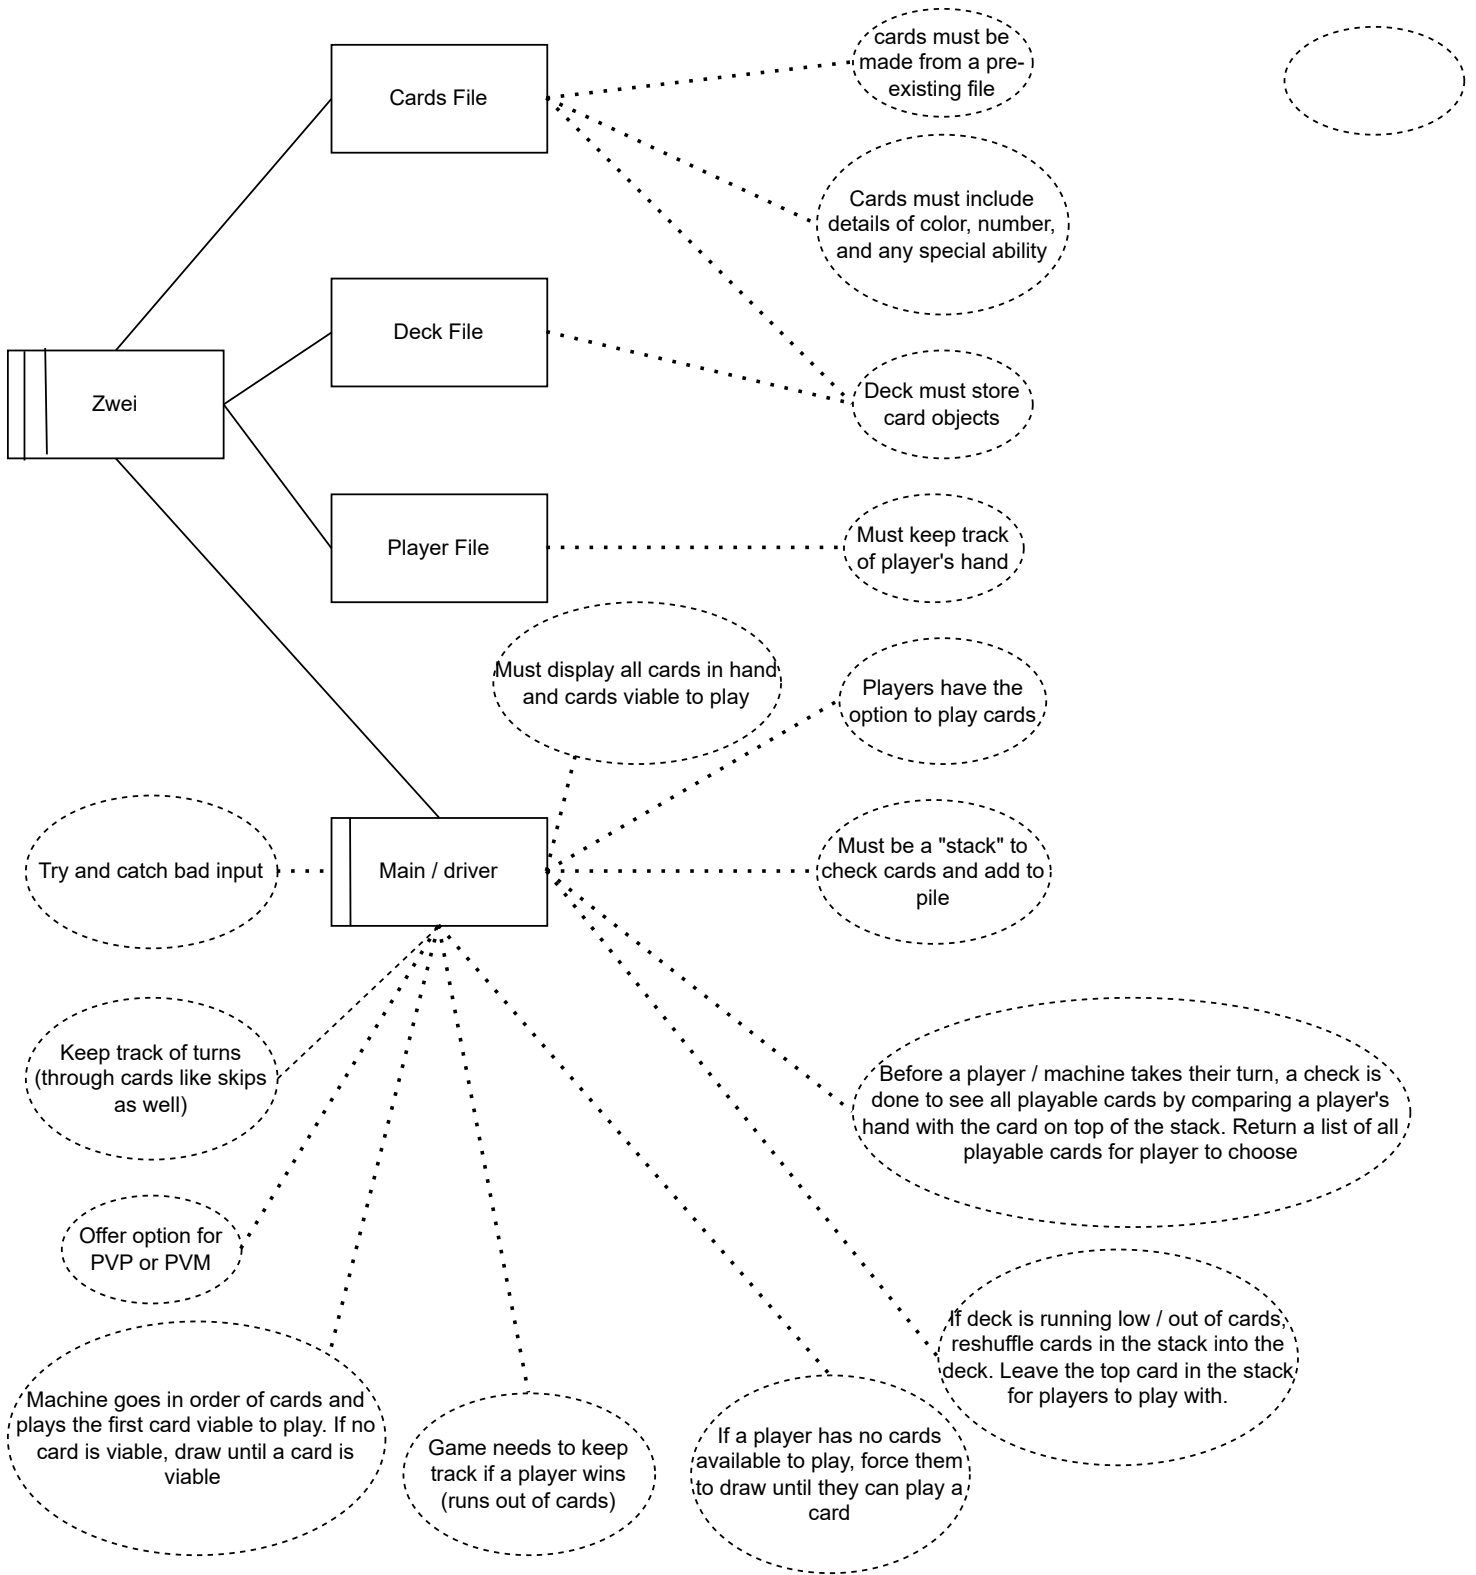 cards must be
made from a pre-
existing file
Cards File
Cards must include
details of color, number,
and any special ability
Deck File
Deck must store
card objects
Zwei
Player File
Must keep track
of player's hand
Must display all cards in hand
and cards viable to play
Players have the
option to play cards
Try and catch bad input
Main / driver
Must be a "stack" to
check cards and add to
pile
Keep track of turns
(through cards like skips
as well)
Before a player / machine takes their turn, a check is
done to see all playable cards by comparing a player's
hand with the card on top of the stack. Return a list of all
playable cards for player to choose
Offer option for
PVP or PVM
If deck is running low / out of cards,
reshuffle cards in the stack into the
deck. Leave the top card in the stack
for players to play with.
Machine goes in order of cards and
plays the first card viable to play. If no
card is viable, draw until a card is
viable
Game needs to keep
track if a player wins
(runs out of cards)
If a player has no cards
available to play, force them
to draw until they can play a
card